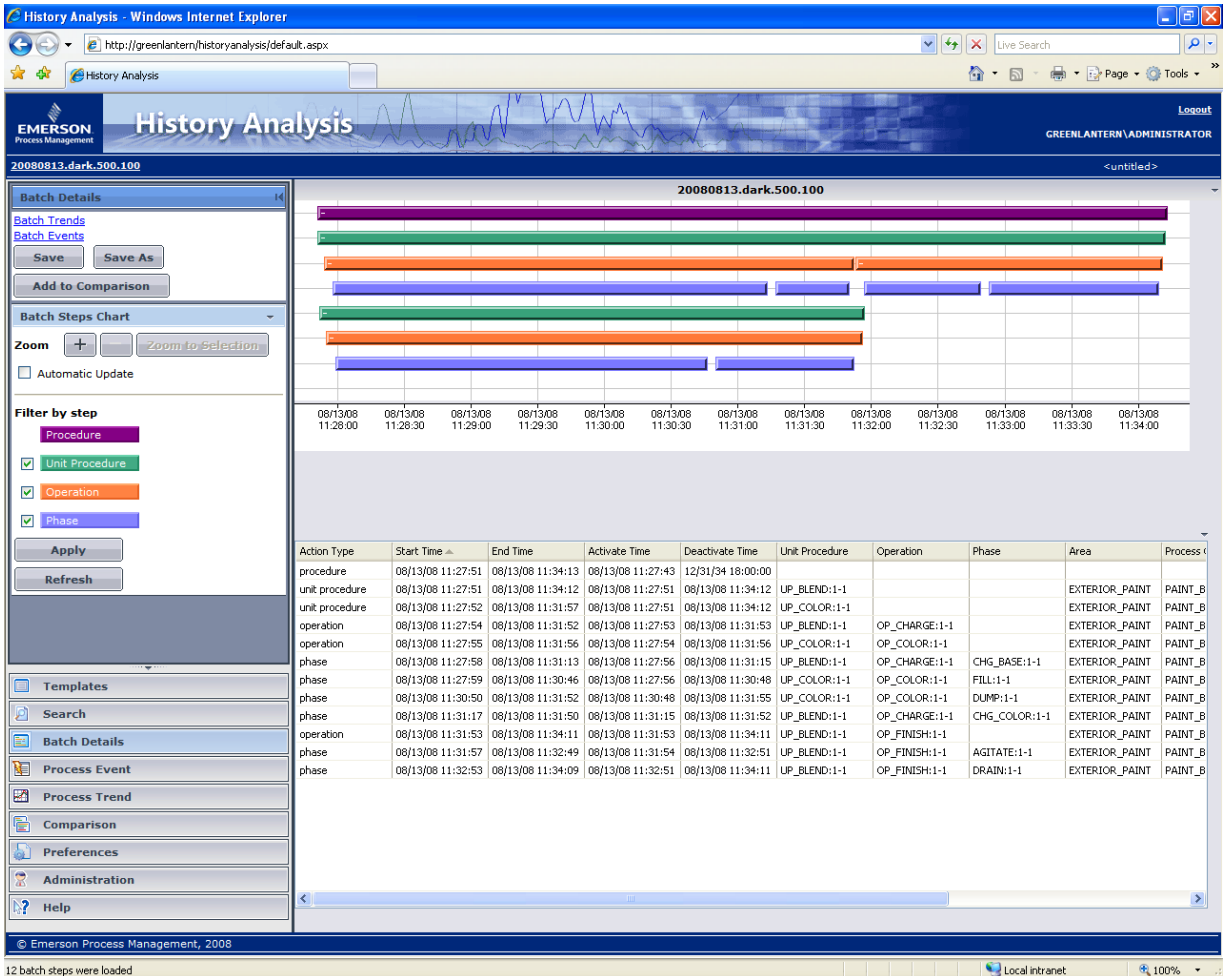 History Analysis - Windows Internet Explorer
http://greenlantern/historyanalysis/default.aspx
Live Search
History Analysis
Page
Tools
»
EMERSON
Process Management
History Analysis
Logout
GREENLANTERN\ADMINISTRATOR
20080813.dark.500.100
<untitled>
Batch Details
Batch Trends
Batch Events
Save
Save As
Add to Comparison
Batch Steps Chart
Zoom
+
Zoom to Selection
Automatic Update
Filter by step
Procedure
Unit Procedure
Operation
Phase
Apply
Refresh
Templates
Search
Batch Details
Process Event
Process Trend
Comparison
Preferences
Administration
Help
20080813.dark.500.100
08/13/08 08/13/08 08/13/08 08/13/08 08/13/08 08/13/08 08/13/08 08/13/08 08/13/08 08/13/08 08/13/08 08/13/08 08/13/08
11:28:00 11:28:30 11:29:00 11:29:30 11:30:00 11:30:30 11:31:00 11:31:30 11:32:00 11:32:30 11:33:00 11:33:30 11:34:00
Action Type Start Time End Time Activate Time Deactivate Time Unit Procedure Operation Phase Area Process
procedure 08/13/08 11:27:51 08/13/08 11:34:13 08/13/08 11:27:43 12/31/34 18:00:00
unit procedure 08/13/08 11:27:51 08/13/08 11:34:12 08/13/08 11:27:51 08/13/08 11:34:12 UP_BLEND:1-1 EXTERIOR_PAINT PAINT_B
unit procedure 08/13/08 11:27:52 08/13/08 11:31:57 08/13/08 11:27:52 08/13/08 11:34:12 UP_COLOR:1-1 EXTERIOR_PAINT PAINT_B
operation 08/13/08 11:27:54 08/13/08 11:31:52 08/13/08 11:27:53 08/13/08 11:31:53 UP_BLEND:1-1 OP_CHARGE:1-1 EXTERIOR_PAINT PAINT_B
operation 08/13/08 11:27:55 08/13/08 11:31:56 08/13/08 11:27:54 08/13/08 11:31:56 UP_COLOR:1-1 OP_COLOR:1-1 EXTERIOR_PAINT PAINT_B
phase 08/13/08 11:27:58 08/13/08 11:31:13 08/13/08 11:27:56 08/13/08 11:31:15 UP_BLEND:1-1 OP_CHARGE:1-1 CHG_BASE:1-1 EXTERIOR_PAINT PAINT_B
phase 08/13/08 11:27:59 08/13/08 11:30:46 08/13/08 11:27:56 08/13/08 11:30:48 UP_COLOR:1-1 OP_COLOR:1-1 FILL:1-1 EXTERIOR_PAINT PAINT_B
phase 08/13/08 11:30:50 08/13/08 11:31:52 08/13/08 11:30:48 08/13/08 11:31:55 UP_COLOR:1-1 OP_COLOR:1-1 DUMP:1-1 EXTERIOR_PAINT PAINT_B
phase 08/13/08 11:31:17 08/13/08 11:31:50 08/13/08 11:31:15 08/13/08 11:31:52 UP_BLEND:1-1 OP_CHARGE:1-1 CHG_COLOR:1-1 EXTERIOR_PAINT PAINT_B
operation 08/13/08 11:31:53 08/13/08 11:34:11 08/13/08 11:31:53 08/13/08 11:34:11 UP_BLEND:1-1 OP_FINISH:1-1 EXTERIOR_PAINT PAINT_B
phase 08/13/08 11:31:57 08/13/08 11:32:49 08/13/08 11:31:54 08/13/08 11:32:51 UP_BLEND:1-1 OP_FINISH:1-1 AGITATE:1-1 EXTERIOR_PAINT PAINT_B
phase 08/13/08 11:32:53 08/13/08 11:34:09 08/13/08 11:32:51 08/13/08 11:34:11 UP_BLEND:1-1 OP_FINISH:1-1 DRAIN:1-1 EXTERIOR_PAINT PAINT_B
© Emerson Process Management, 2008
12 batch steps were loaded
Local intranet
100%